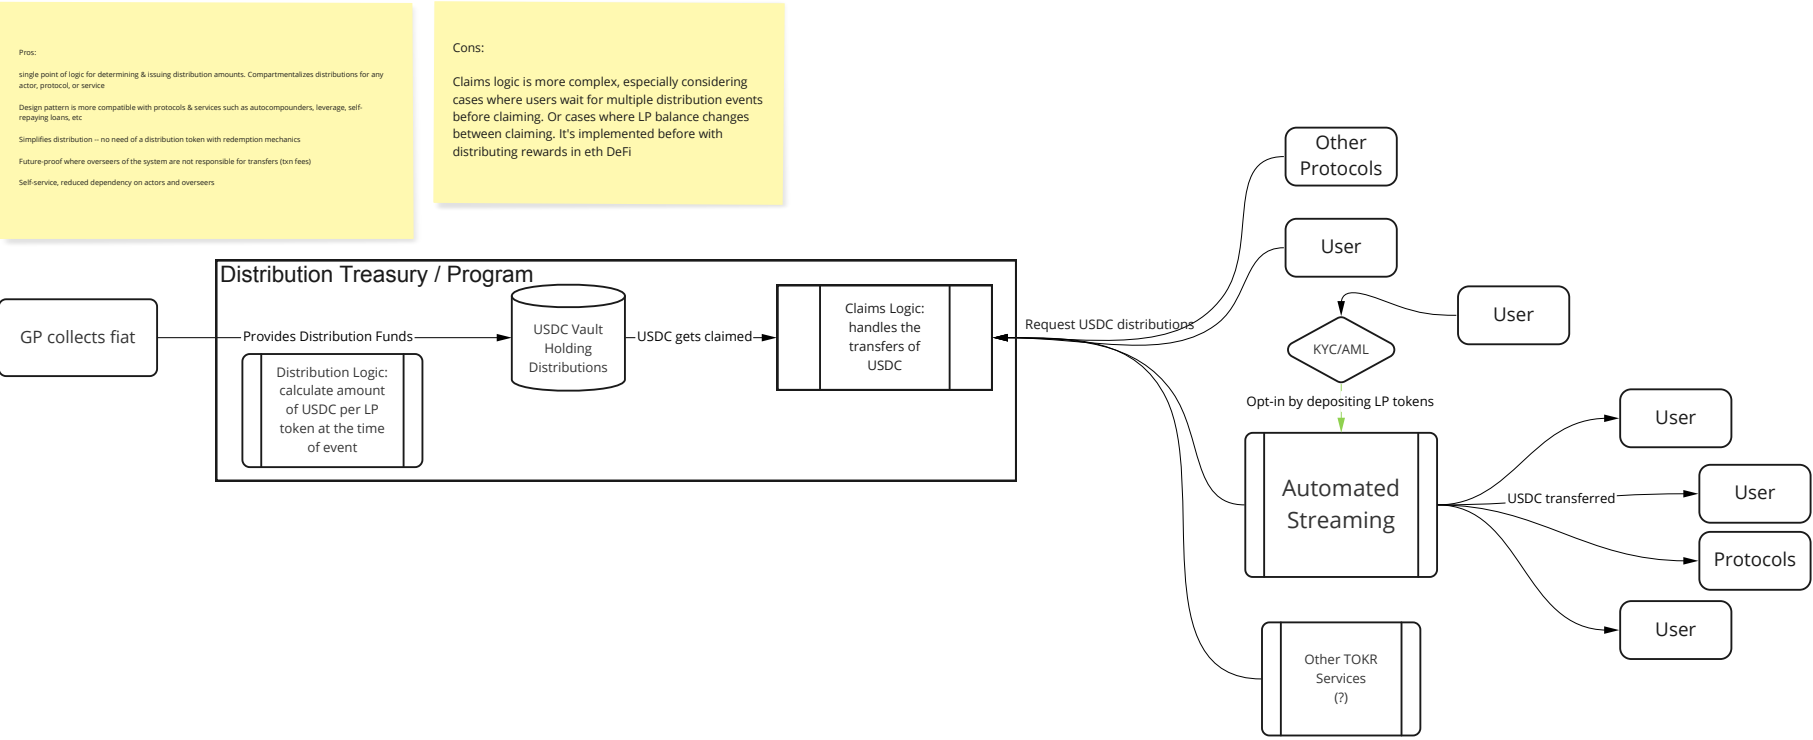 Pros:
single point of logic for determining & issuing distribution amounts. Compartmentalizes distributions for any
actor, protocol, or service
Design pattern is more compatible with protocols & services such as autocompounders, leverage, self-
repaying loans, etc
Simplifies distribution -- no need of a distribution token with redemption mechanics
Future-proof where overseers of the system are not responsible for transfers (txn fees)
Self-service, reduced dependency on actors and overseers
Cons:
Claims logic is more complex, especially considering
cases where users wait for multiple distribution events
before claiming. Or cases where LP balance changes
between claiming. It's implemented before with
distributing rewards in eth DeFi
GP collects fiat
Distribution Treasury / Program
Provides Distribution Funds
Distribution Logic:
calculate amount
of USDC per LP
token at the time
of event
USDC Vault
Holding
Distributions
USDC gets claimed
Claims Logic:
handles the
transfers of
USDC
Request USDC distributions
Other
Protocols
User
User
KYC/AML
Opt-in by depositing LP tokens
Automated
Streaming
USDC transferred
User
User
Protocols
User
Other TOKR
Services
(?)